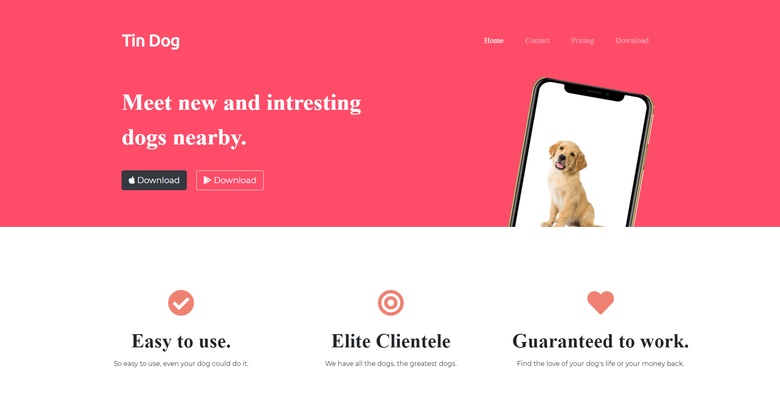 Tin Dog
Home Contact Pricing Download
Meet new and intresting
dogs nearby.
Download Download
Easy to use. Elite Clientele Guaranteed to work.
So easy to use, even your dog could do it. We have all the dogs, the greatest dogs. Find the love of your dog's life or your money back.